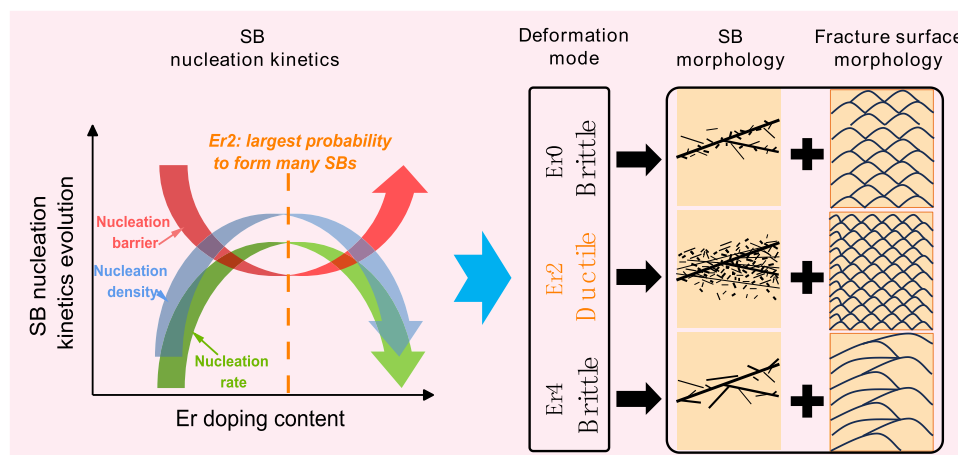 SB
nucleation kinetics
Er2: largest probability
to form many SBs
Nucleation
barrier
Nucleation
density
Nucleation
rate
SB nucleation
kinetics evolution
Er doping content
Deformation
mode
SB
morphology
Fracture surface
morphology
Er0
Brittle
Er2
Ductile
Er4
Brittle